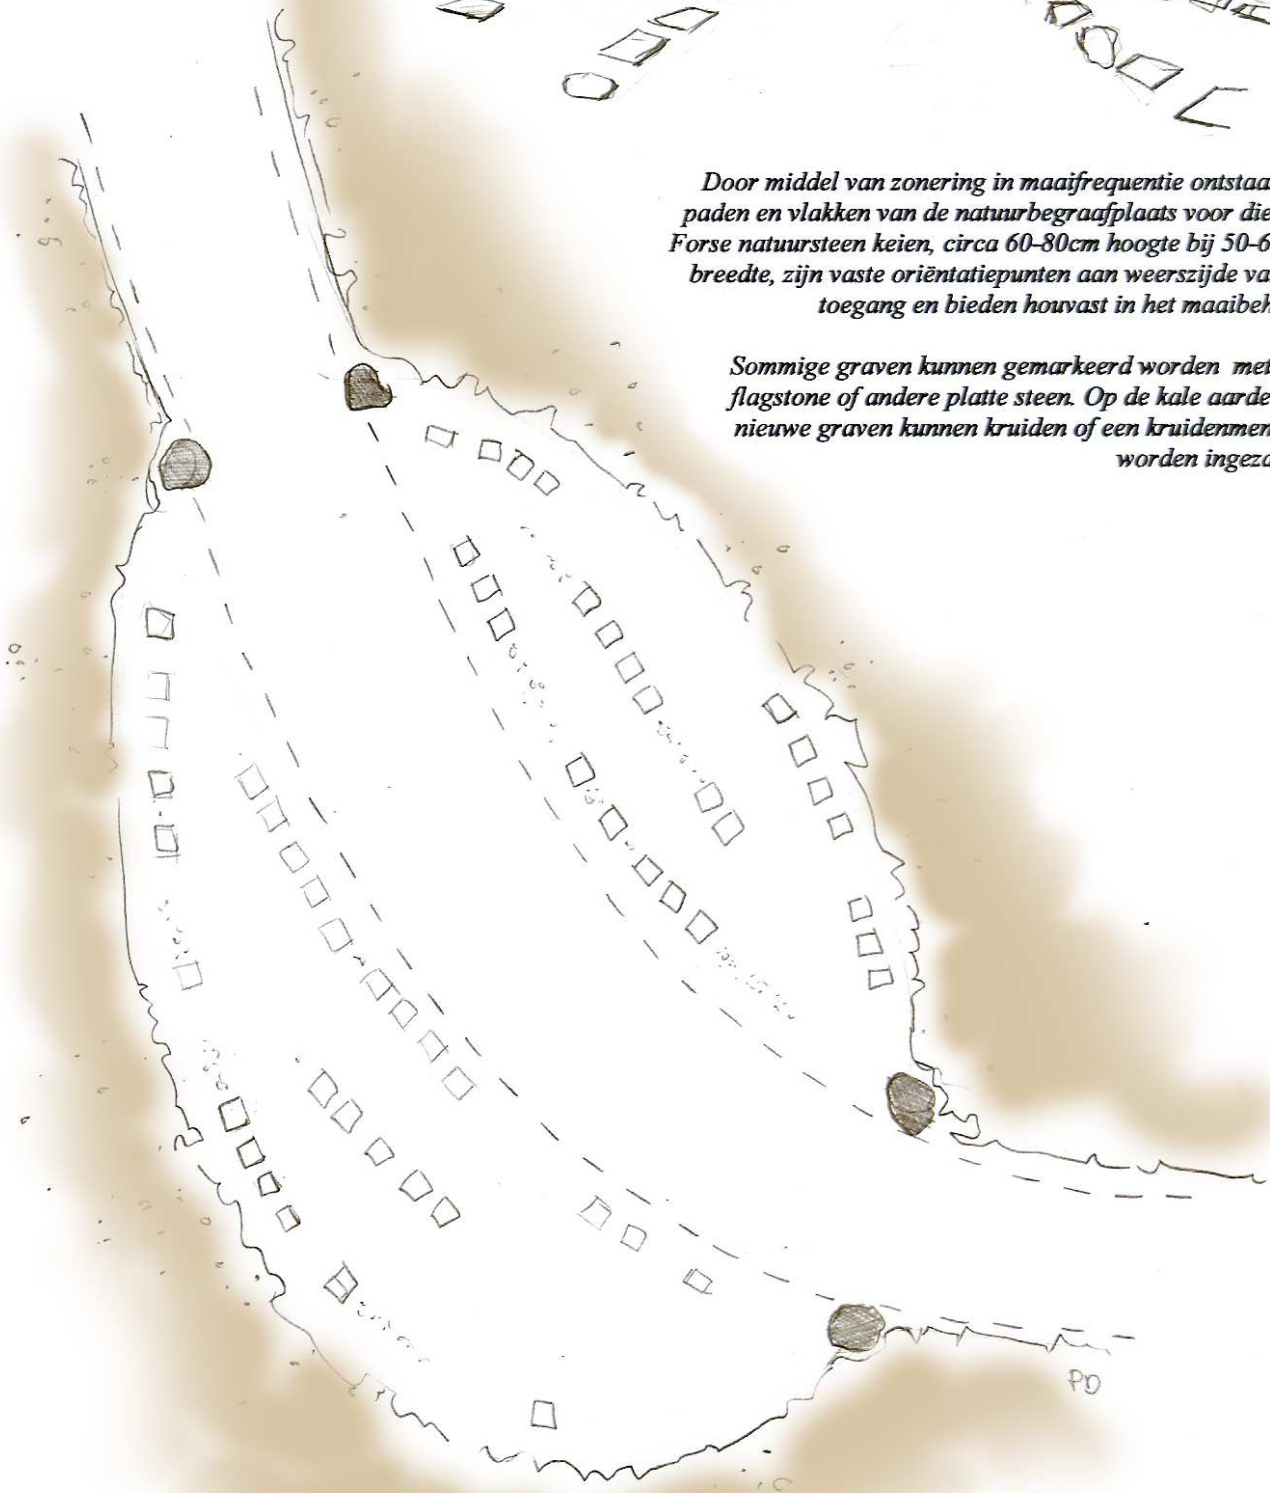 Door middel van zonering in maaifrequentie ontstaa
paden en vlakken van de natuurbegraafplaats voor die
Forse natuursteen keien, circa 60-80cm hoogte bij 50-6
breedte, zijn vaste oriëntatiepunten aan weerszijde va
toegang en bieden houvast in het maaibeh
Sommige graven kunnen gemarkeerd worden met
flagstone of andere platte steen. Op de kale aarde
nieuwe graven kunnen kruiden of een kruidenmen
worden ingeza
PD